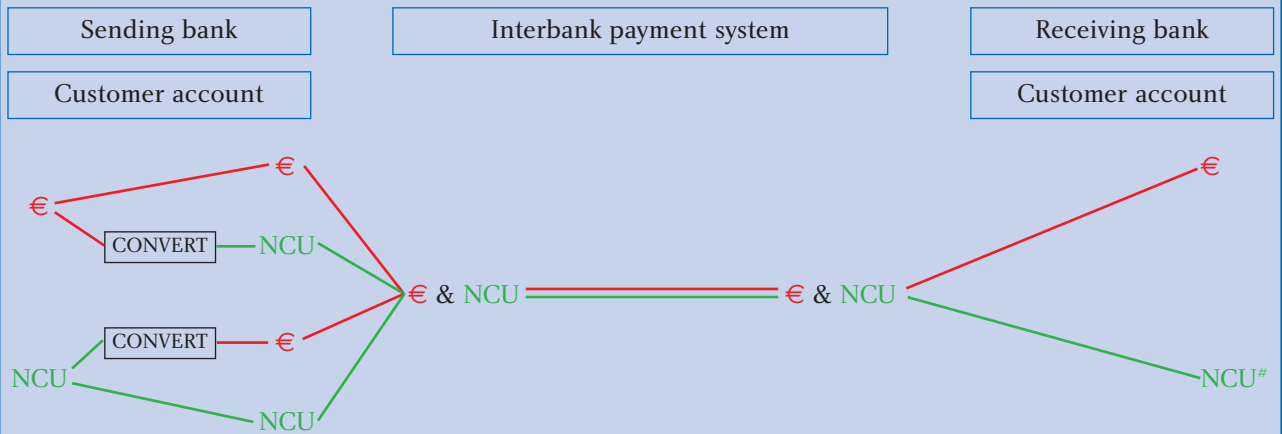 Sending bank
Interbank payment system
Receiving bank
Customer account
Customer account
€
€
€
CONVERT
NCU
€ & NCU
€ & NCU
CONVERT
€
NCU
NCU#
NCU